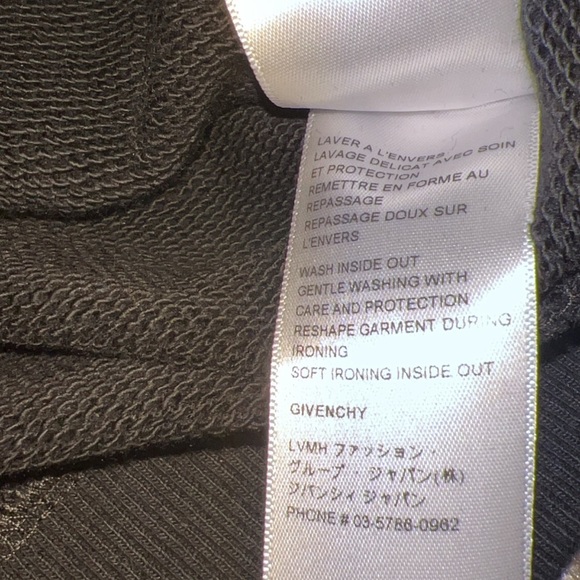 LAVER A L'ENVERS
LAVAGE DELICAT AVEC SOIN
ET PROTECTION
REMETTRE EN FORME AU
REPASSAGE
REPASSAGE DOUX SUR
L'ENVERS
WASH INSIDE OUT
GENTLE WASHING WITH
CARE AND PROTECTION
RESHAPE GARMENT DURING
IRONING
SOFT IRONING INSIDE OUT
GIVENCHY
LVMH ファッション・
グループ・ジャパン(株)
ジバンシィ ジャパン
PHONE # 03-5786-0962